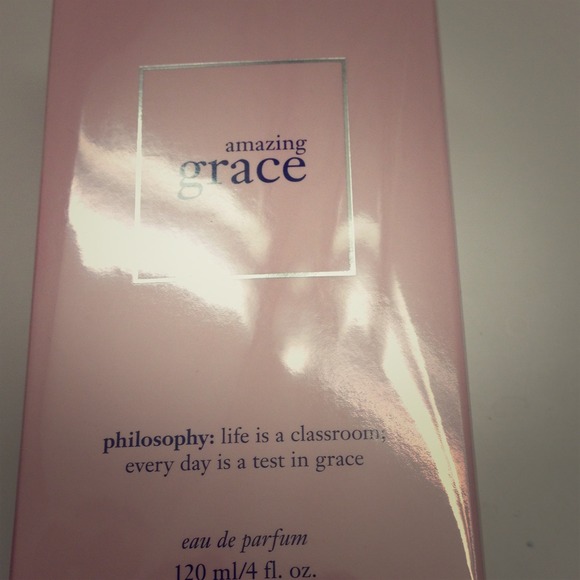 amazing
grace
philosophy: life is a classroom;
every day is a test in grace
eau de parfum
120 ml/4 fl. oz.